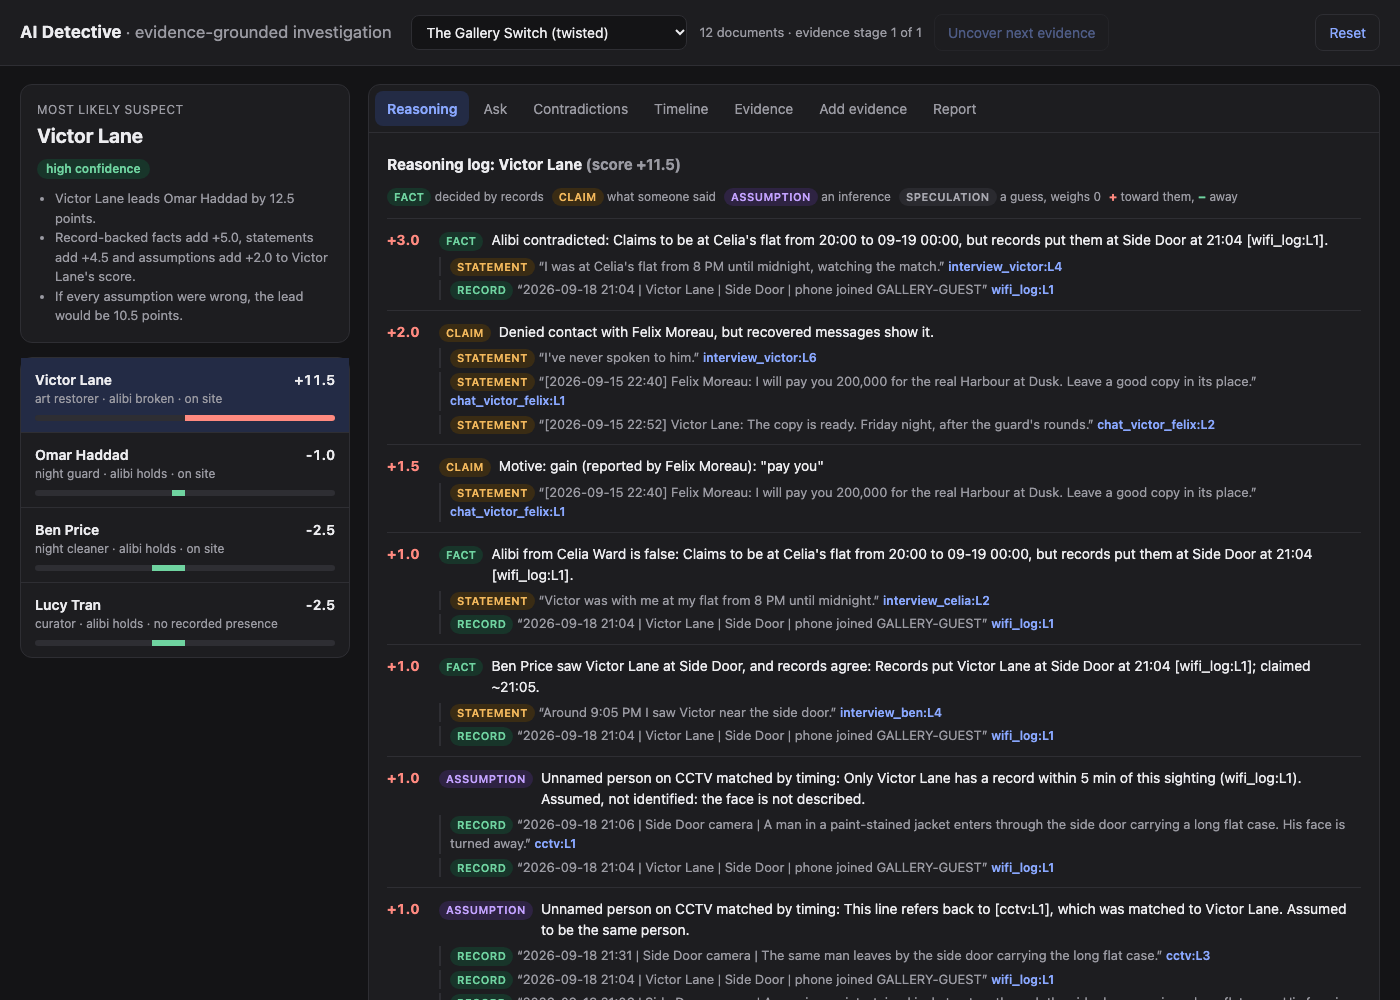 AI Detective · evidence-grounded investigation
The Gallery Switch (twisted)
12 documents · evidence stage 1 of 1
Uncover next evidence
Reset
MOST LIKELY SUSPECT
Victor Lane
high confidence
• Victor Lane leads Omar Haddad by 12.5
points.
• Record-backed facts add +5.0, statements
add +4.5 and assumptions add +2.0 to Victor
Lane's score.
• If every assumption were wrong, the lead
would be 10.5 points.
Victor Lane +11.5
art restorer · alibi broken · on site
Omar Haddad -1.0
night guard · alibi holds · on site
Ben Price -2.5
night cleaner · alibi holds · on site
Lucy Tran -2.5
curator · alibi holds · no recorded presence
Reasoning Ask Contradictions Timeline Evidence Add evidence Report
Reasoning log: Victor Lane (score +11.5)
FACT decided by records CLAIM what someone said ASSUMPTION an inference SPECULATION a guess, weighs 0 + toward them, − away
+3.0 FACT Alibi contradicted: Claims to be at Celia's flat from 20:00 to 09-19 00:00, but records put them at Side Door at 21:04 [wifi_log:L1].
STATEMENT “I was at Celia's flat from 8 PM until midnight, watching the match.” interview_victor:L4
RECORD “2026-09-18 21:04 | Victor Lane | Side Door | phone joined GALLERY-GUEST” wifi_log:L1
+2.0 CLAIM Denied contact with Felix Moreau, but recovered messages show it.
STATEMENT “I've never spoken to him.” interview_victor:L6
STATEMENT “[2026-09-15 22:40] Felix Moreau: I will pay you 200,000 for the real Harbour at Dusk. Leave a good copy in its place.”
chat_victor_felix:L1
STATEMENT “[2026-09-15 22:52] Victor Lane: The copy is ready. Friday night, after the guard's rounds.” chat_victor_felix:L2
+1.5 CLAIM Motive: gain (reported by Felix Moreau): "pay you"
STATEMENT “[2026-09-15 22:40] Felix Moreau: I will pay you 200,000 for the real Harbour at Dusk. Leave a good copy in its place.”
chat_victor_felix:L1
+1.0 FACT Alibi from Celia Ward is false: Claims to be at Celia's flat from 20:00 to 09-19 00:00, but records put them at Side Door at 21:04
[wifi_log:L1].
STATEMENT “Victor was with me at my flat from 8 PM until midnight.” interview_celia:L2
RECORD “2026-09-18 21:04 | Victor Lane | Side Door | phone joined GALLERY-GUEST” wifi_log:L1
+1.0 FACT Ben Price saw Victor Lane at Side Door, and records agree: Records put Victor Lane at Side Door at 21:04 [wifi_log:L1]; claimed
~21:05.
STATEMENT “Around 9:05 PM I saw Victor near the side door.” interview_ben:L4
RECORD “2026-09-18 21:04 | Victor Lane | Side Door | phone joined GALLERY-GUEST” wifi_log:L1
+1.0 ASSUMPTION Unnamed person on CCTV matched by timing: Only Victor Lane has a record within 5 min of this sighting (wifi_log:L1).
Assumed, not identified: the face is not described.
RECORD “2026-09-18 21:06 | Side Door camera | A man in a paint-stained jacket enters through the side door carrying a long flat case. His face is
turned away.” cctv:L1
RECORD “2026-09-18 21:04 | Victor Lane | Side Door | phone joined GALLERY-GUEST” wifi_log:L1
+1.0 ASSUMPTION Unnamed person on CCTV matched by timing: This line refers back to [cctv:L1], which was matched to Victor Lane. Assumed
to be the same person.
RECORD “2026-09-18 21:31 | Side Door camera | The same man leaves by the side door carrying the long flat case.” cctv:L3
RECORD “2026-09-18 21:04 | Victor Lane | Side Door | phone joined GALLERY-GUEST” wifi_log:L1